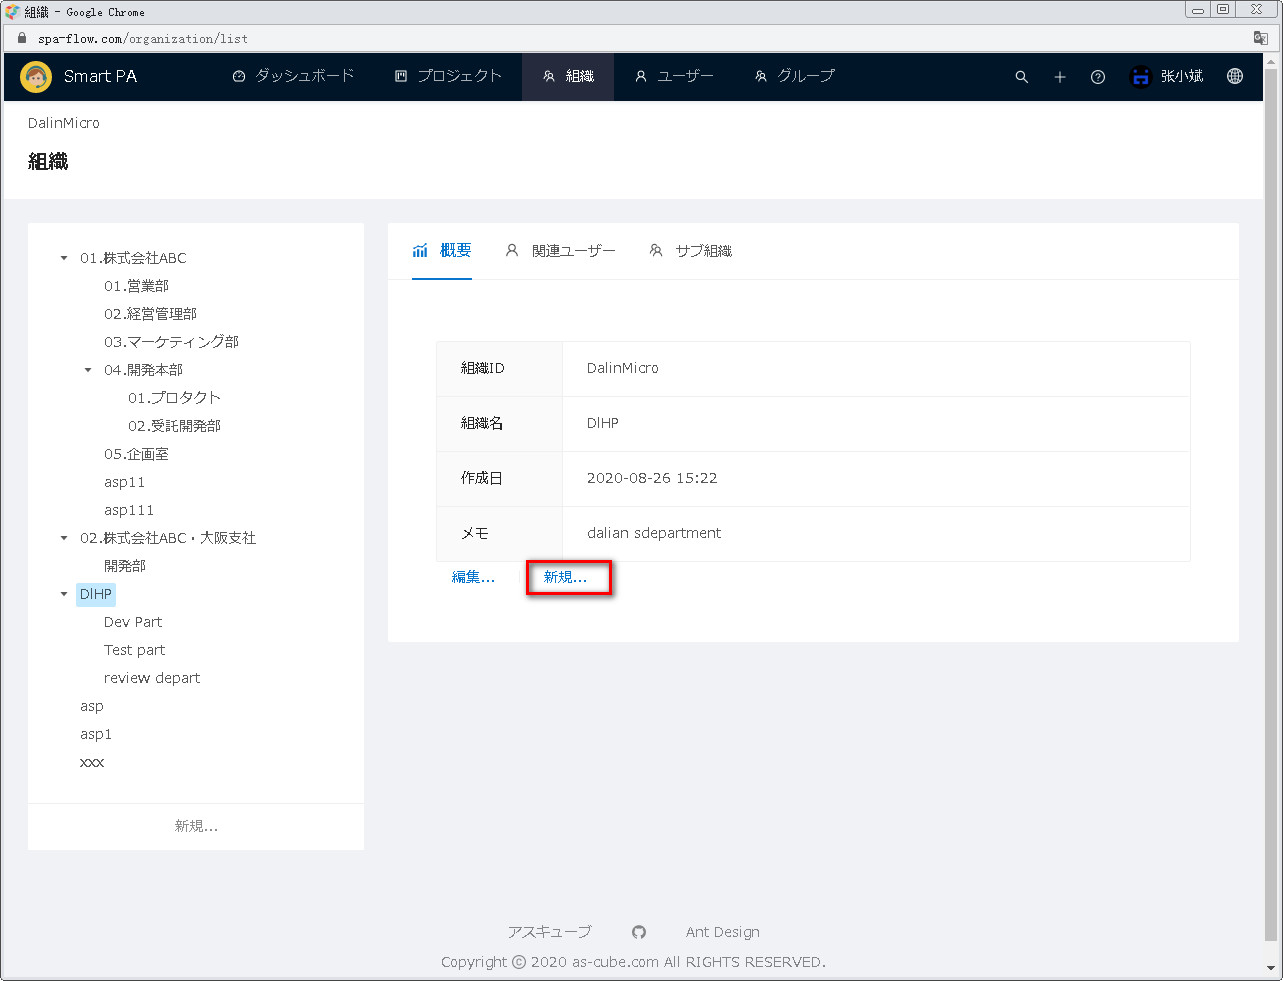 組織 - Google Chrome
spa-flow.com/organization/list
Smart PA ダッシュボード プロジェクト 組織 ユーザー グループ 张小斌
DalinMicro
組織
01.株式会社ABC
01.営業部
02.経営管理部
03.マーケティング部
04.開発本部
01.プロタクト
02.受託開発部
05.企画室
asp11
asp111
02.株式会社ABC・大阪支社
開発部
DlHP
Dev Part
Test part
review depart
asp
asp1
xxx
新規...
概要 関連ユーザー サブ組織
組織ID DalinMicro
組織名 DlHP
作成日 2020-08-26 15:22
メモ dalian sdepartment
編集... 新規...
アスキューブ Ant Design
Copyright © 2020 as-cube.com All RIGHTS RESERVED.